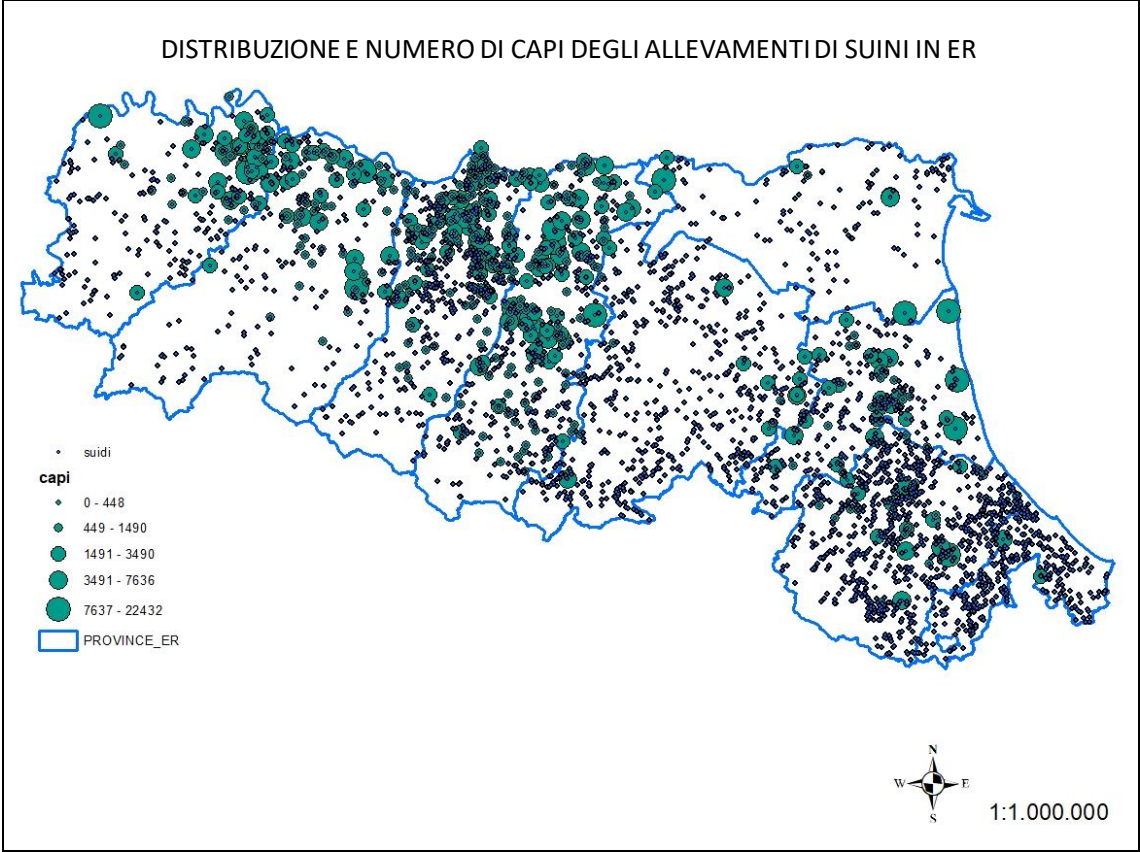 DISTRIBUZIONE E NUMERO DI CAPI DEGLI ALLEVAMENTI DI SUINI IN ER
suidi
capi
0 - 448
449 - 1490
1491 - 3490
3491 - 7636
7637 - 22432
PROVINCE_ER
N
W E
S
1:1.000.000